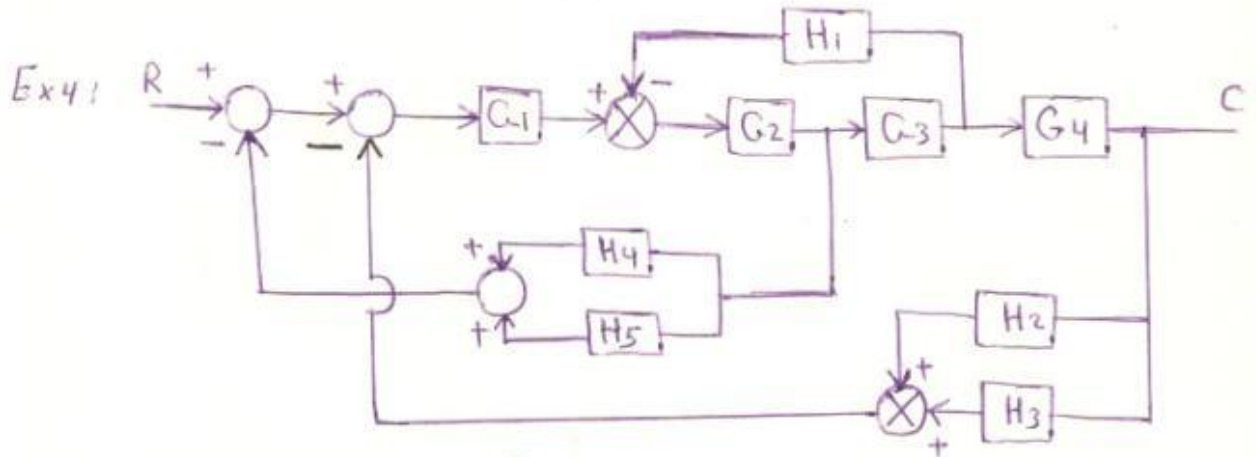 H1
Ex4: R + + G1 + - G2 G3 G4 C
- -
+ H4
+ H5
H2
+
H3
+